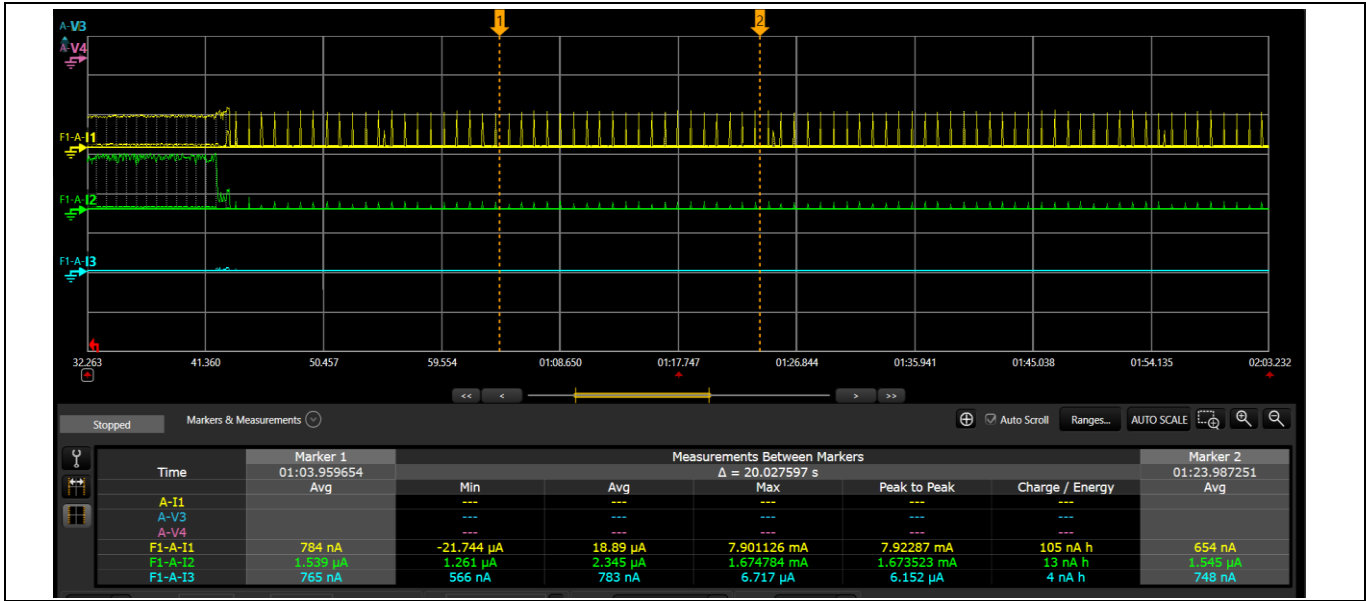 A-V3
A-V4
1
2
F1-A-I1
F1-A-I2
F1-A-I3
32.263 41.360 50.457 59.554 01:08.650 01:17.747 01:26.844 01:35.941 01:45.038 01:54.135 02:03.232
<< < > >>
Stopped Markers & Measurements Auto Scroll Ranges... AUTO SCALE
Marker 1 Measurements Between Markers Marker 2
Time 01:03.959654 Δ = 20.027597 s 01:23.987251
Avg Min Avg Max Peak to Peak Charge / Energy Avg
A-I1 --- --- --- --- ---
A-V3 --- --- --- --- ---
A-V4 --- --- --- --- ---
F1-A-I1 784 nA -21.744 µA 18.89 µA 7.901126 mA 7.92287 mA 105 nA h 654 nA
F1-A-I2 1.539 µA 1.261 µA 2.345 µA 1.674784 mA 1.673523 mA 13 nA h 1.545 µA
F1-A-I3 765 nA 566 nA 783 nA 6.717 µA 6.152 µA 4 nA h 748 nA